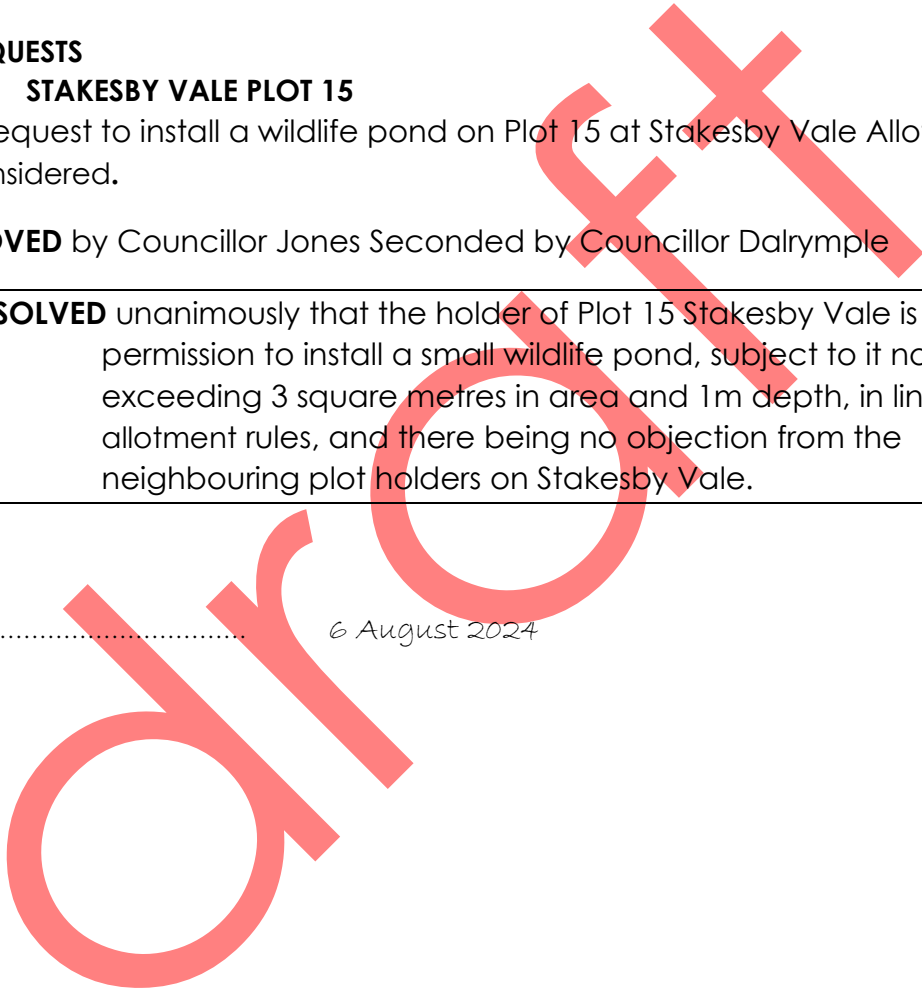 QUESTS
STAKESBY VALE PLOT 15
equest to install a wildlife pond on Plot 15 at Stakesby Vale Allo
nsidered.
OVED by Councillor Jones Seconded by Councillor Dalrymple
SOLVED unanimously that the holder of Plot 15 Stakesby Vale is
permission to install a small wildlife pond, subject to it no
exceeding 3 square metres in area and 1m depth, in lin
allotment rules, and there being no objection from the
neighbouring plot holders on Stakesby Vale.
............................... 6 August 2024
draft